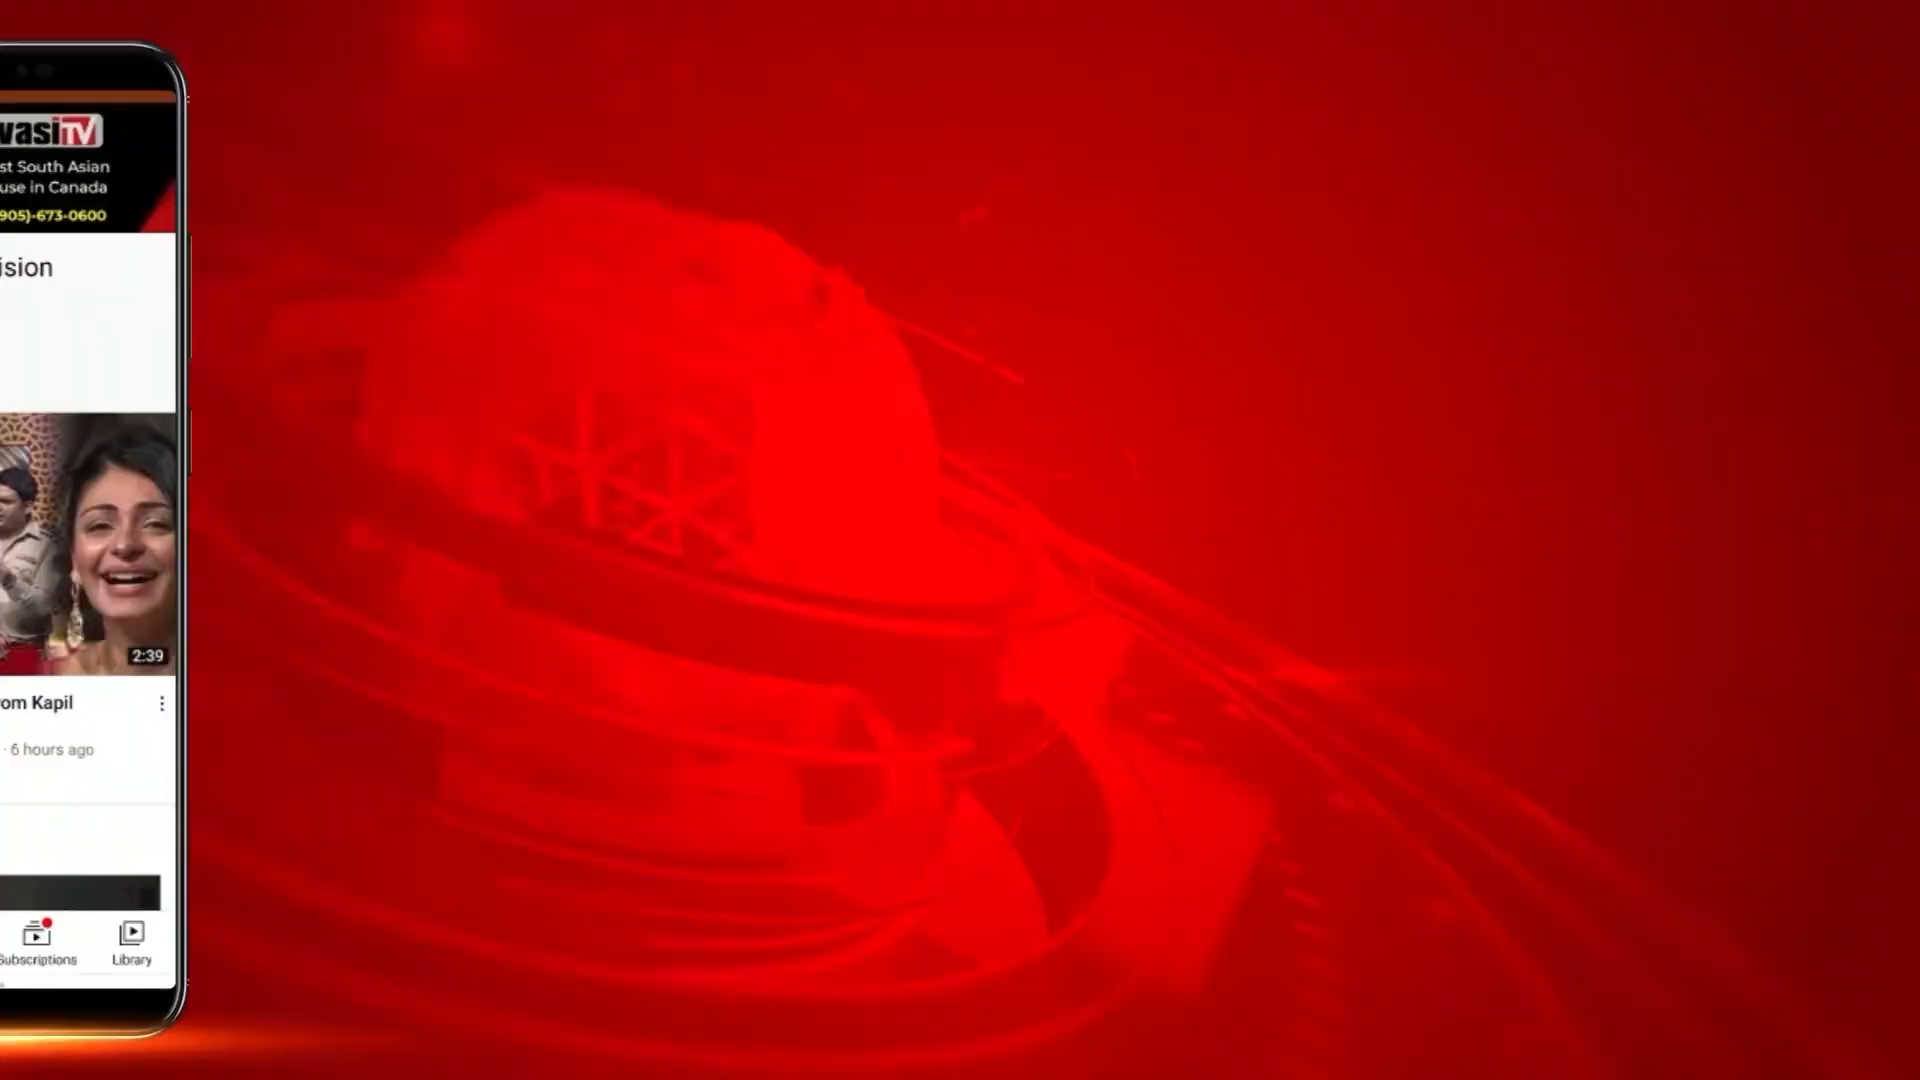 wasiTV
st South Asian
use in Canada
905)-673-0600
ision
2:39
om Kapil
· 6 hours ago
Subscriptions
Library